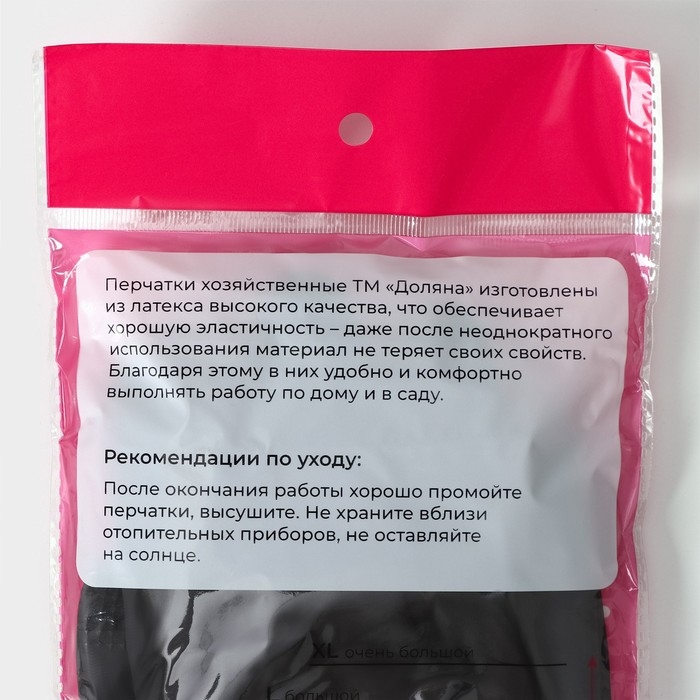 Перчатки хозяйственные ТМ «Доляна» изготовлены
из латекса высокого качества, что обеспечивает
хорошую эластичность – даже после неоднократного
использования материал не теряет своих свойств.
Благодаря этому в них удобно и комфортно
выполнять работу по дому и в саду.
Рекомендации по уходу:
После окончания работы хорошо промойте
перчатки, высушите. Не храните вблизи
отопительных приборов, не оставляйте
на солнце.
XL очень большой
L большой